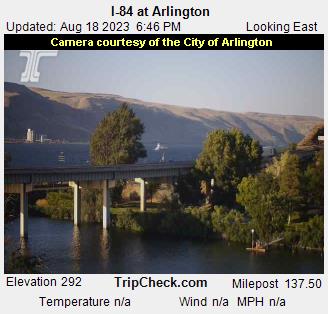 I-84 at Arlington
Updated: Aug 18 2023 6:46 PM Looking East
Camera courtesy of the City of Arlington
Elevation 292 TripCheck.com Milepost 137.50
Temperature n/a Wind n/a MPH n/a